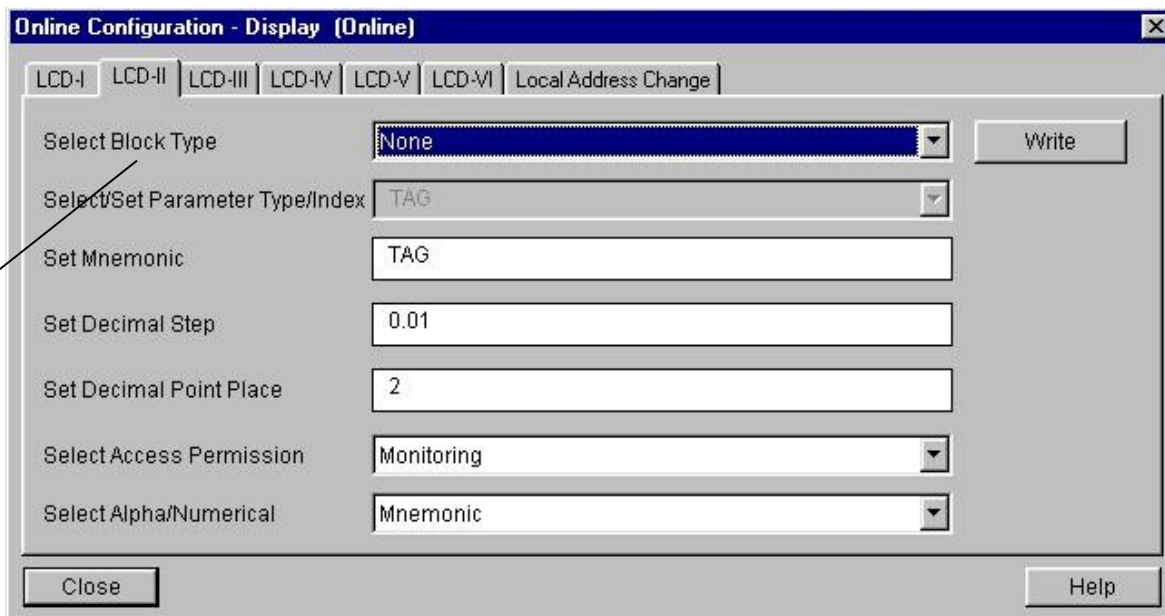 Online Configuration - Display (Online)
LCD-I LCD-II LCD-III LCD-IV LCD-V LCD-VI Local Address Change
Select Block Type None Write
Select/Set Parameter Type/Index TAG
Set Mnemonic TAG
Set Decimal Step 0.01
Set Decimal Point Place 2
Select Access Permission Monitoring
Select Alpha/Numerical Mnemonic
Close Help